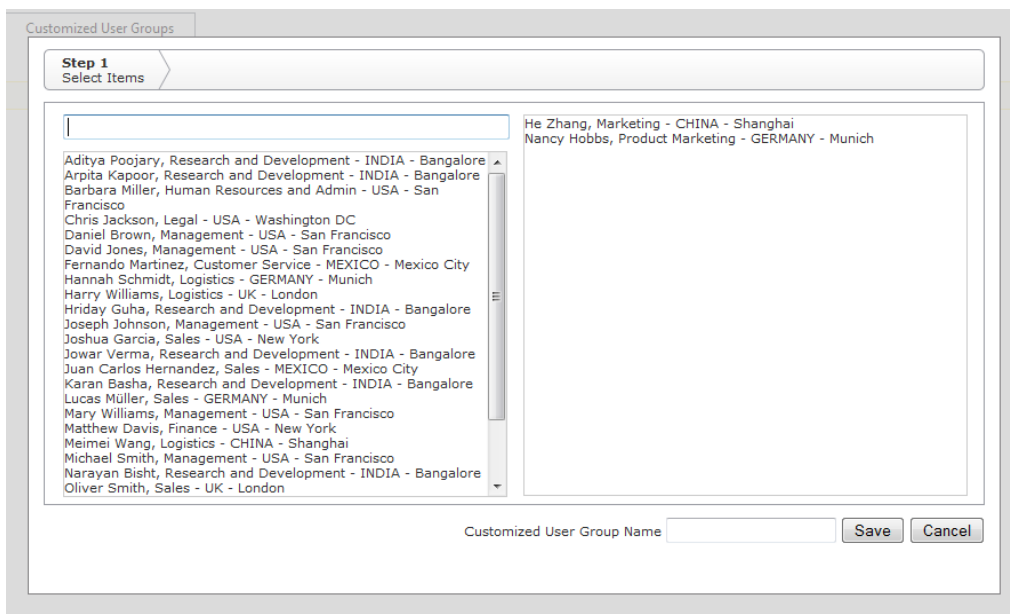 Customized User Groups
Step 1
Select Items
Aditya Poojary, Research and Development - INDIA - Bangalore
Arpita Kapoor, Research and Development - INDIA - Bangalore
Barbara Miller, Human Resources and Admin - USA - San
Francisco
Chris Jackson, Legal - USA - Washington DC
Daniel Brown, Management - USA - San Francisco
David Jones, Management - USA - San Francisco
Fernando Martinez, Customer Service - MEXICO - Mexico City
Hannah Schmidt, Logistics - GERMANY - Munich
Harry Williams, Logistics - UK - London
Hriday Guha, Research and Development - INDIA - Bangalore
Joseph Johnson, Management - USA - San Francisco
Joshua Garcia, Sales - USA - New York
Jowar Verma, Research and Development - INDIA - Bangalore
Juan Carlos Hernandez, Sales - MEXICO - Mexico City
Karan Basha, Research and Development - INDIA - Bangalore
Lucas Müller, Sales - GERMANY - Munich
Mary Williams, Management - USA - San Francisco
Matthew Davis, Finance - USA - New York
Meimei Wang, Logistics - CHINA - Shanghai
Michael Smith, Management - USA - San Francisco
Narayan Bisht, Research and Development - INDIA - Bangalore
Oliver Smith, Sales - UK - London
He Zhang, Marketing - CHINA - Shanghai
Nancy Hobbs, Product Marketing - GERMANY - Munich
Customized User Group Name
Save
Cancel